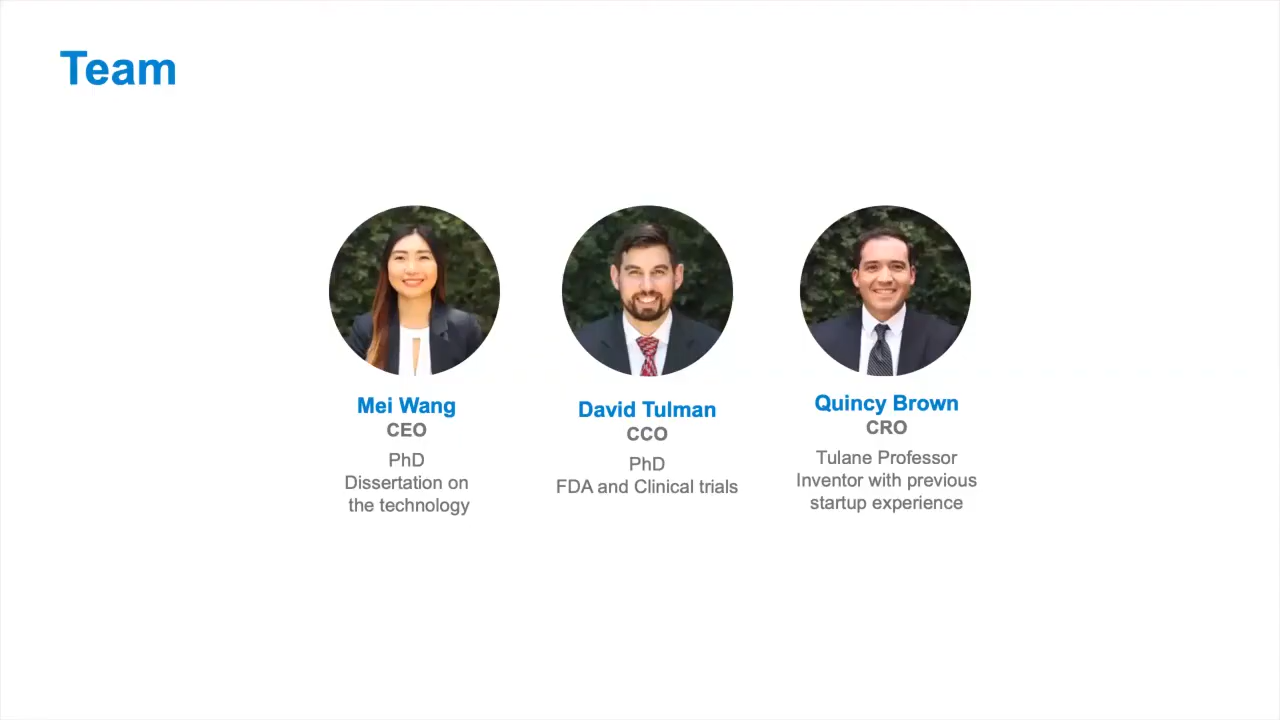 Team
Mei Wang
CEO
PhD
Dissertation on
the technology
David Tulman
CCO
PhD
FDA and Clinical trials
Quincy Brown
CRO
Tulane Professor
Inventor with previous
startup experience